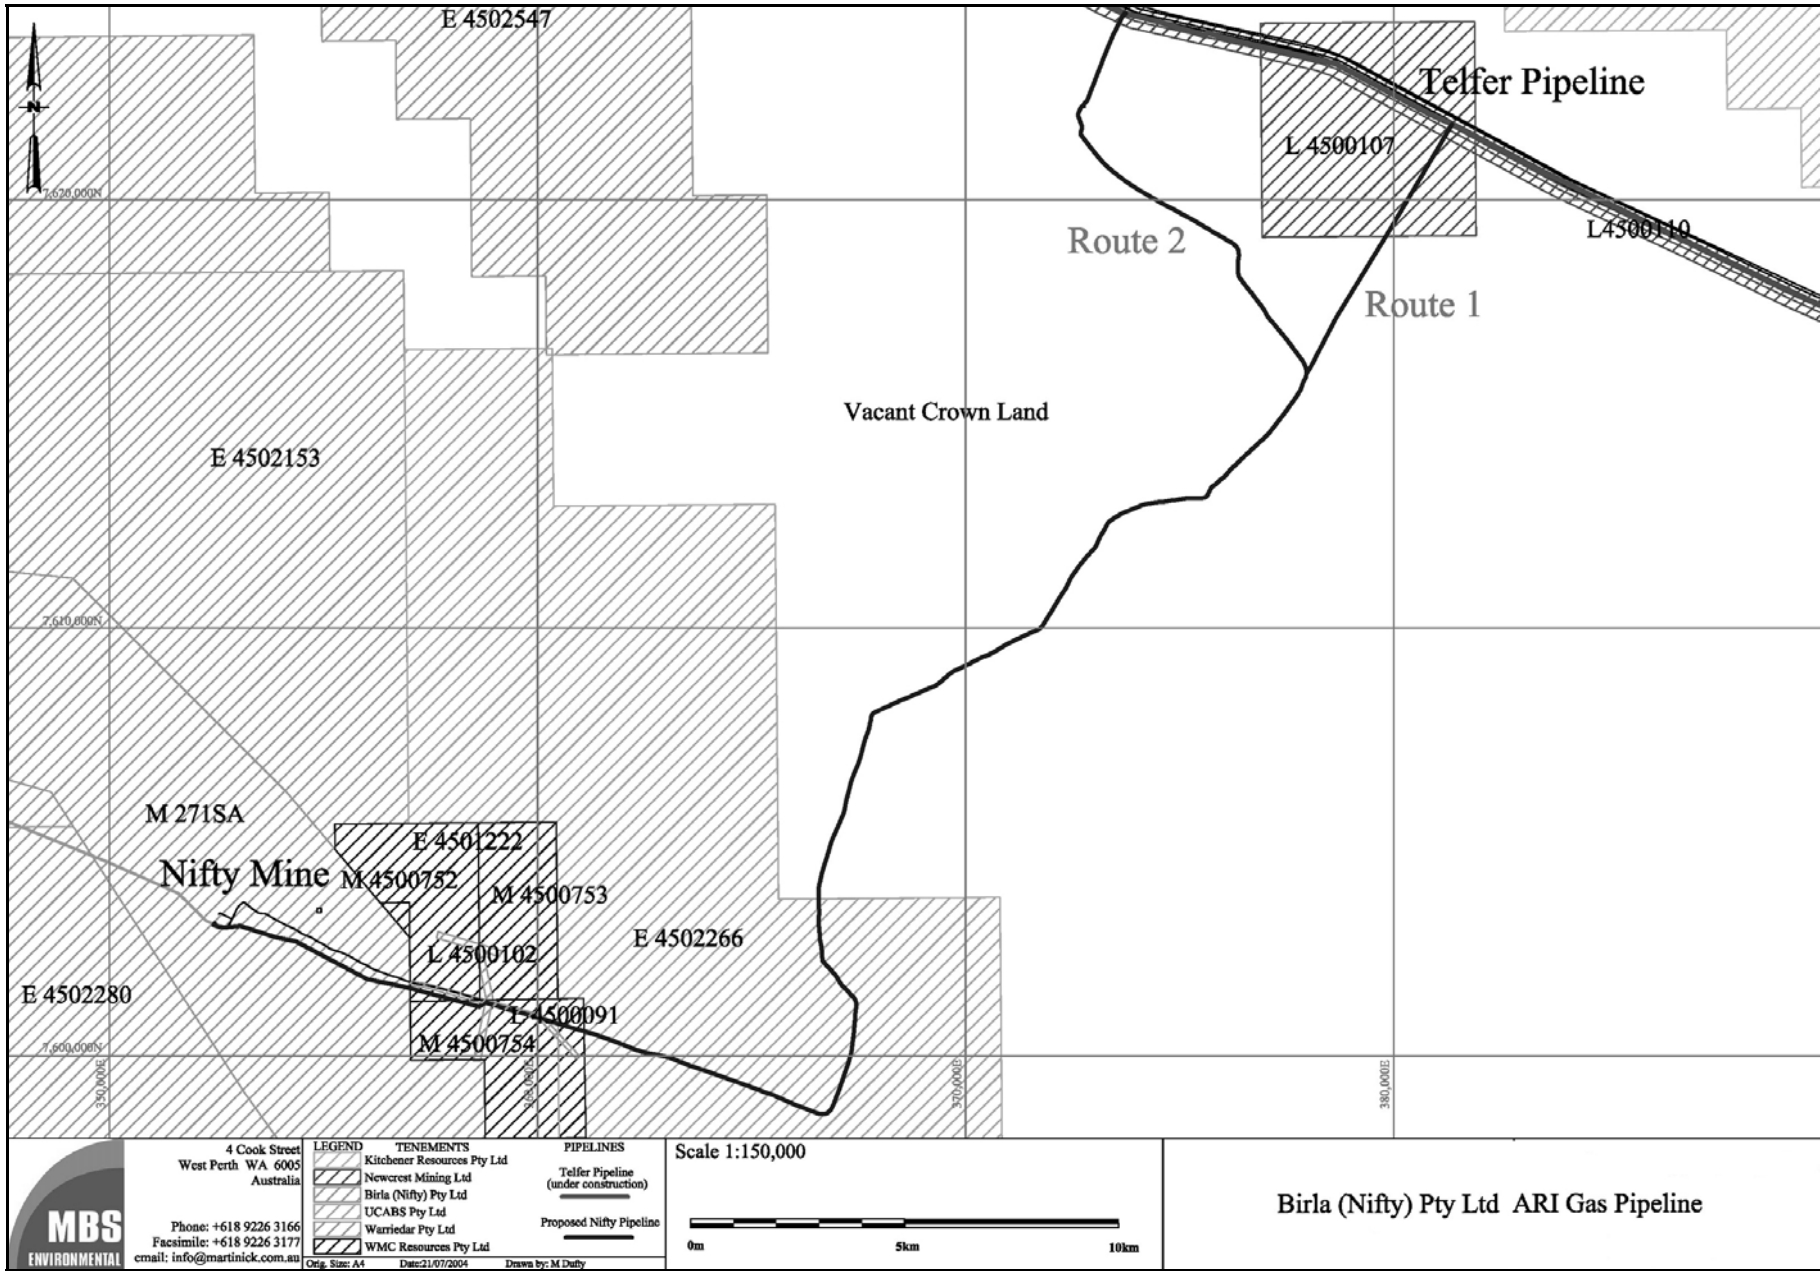 E 4502547
Telfer Pipeline
L 4500107
N
7,620,000N
Route 2
L4500110
Route 1
Vacant Crown Land
E 4502153
7,610,000N
M 271SA
E 4501222
Nifty Mine
M 4500752
M 4500753
E 4502266
L 4500102
E 4502280
L 4500091
M 4500754
7,600,000N
350,000E
360,000E
370,000E
380,000E
MBS
ENVIRONMENTAL
4 Cook Street
West Perth WA 6005
Australia
Phone: +618 9226 3166
Facsimile: +618 9226 3177
email: info@martinick.com.au
LEGEND
TENEMENTS
Kitchener Resources Pty Ltd
Newcrest Mining Ltd
Birla (Nifty) Pty Ltd
UCABS Pty Ltd
Warriedar Pty Ltd
WMC Resources Pty Ltd
PIPELINES
Telfer Pipeline
(under construction)
Proposed Nifty Pipeline
Orig. Size: A4 Date:21/07/2004 Drawn by: M Duffy
Scale 1:150,000
0m 5km 10km
Birla (Nifty) Pty Ltd ARI Gas Pipeline